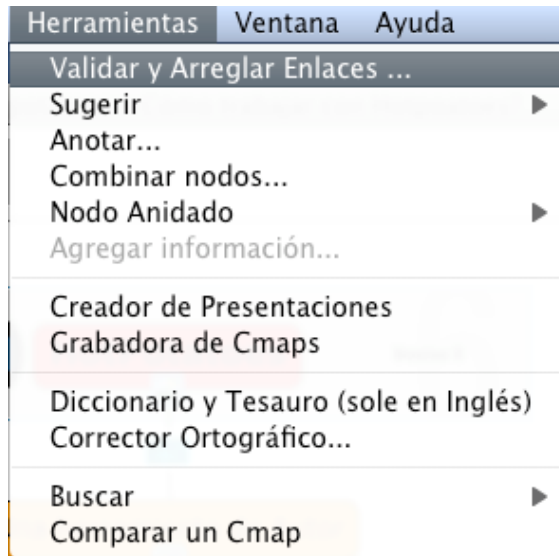 Herramientas Ventana Ayuda
Validar y Arreglar Enlaces ...
Sugerir
Anotar...
Combinar nodos...
Nodo Anidado
Agregar información...
Creador de Presentaciones
Grabadora de Cmaps
Diccionario y Tesauro (sole en Inglés)
Corrector Ortográfico...
Buscar
Comparar un Cmap